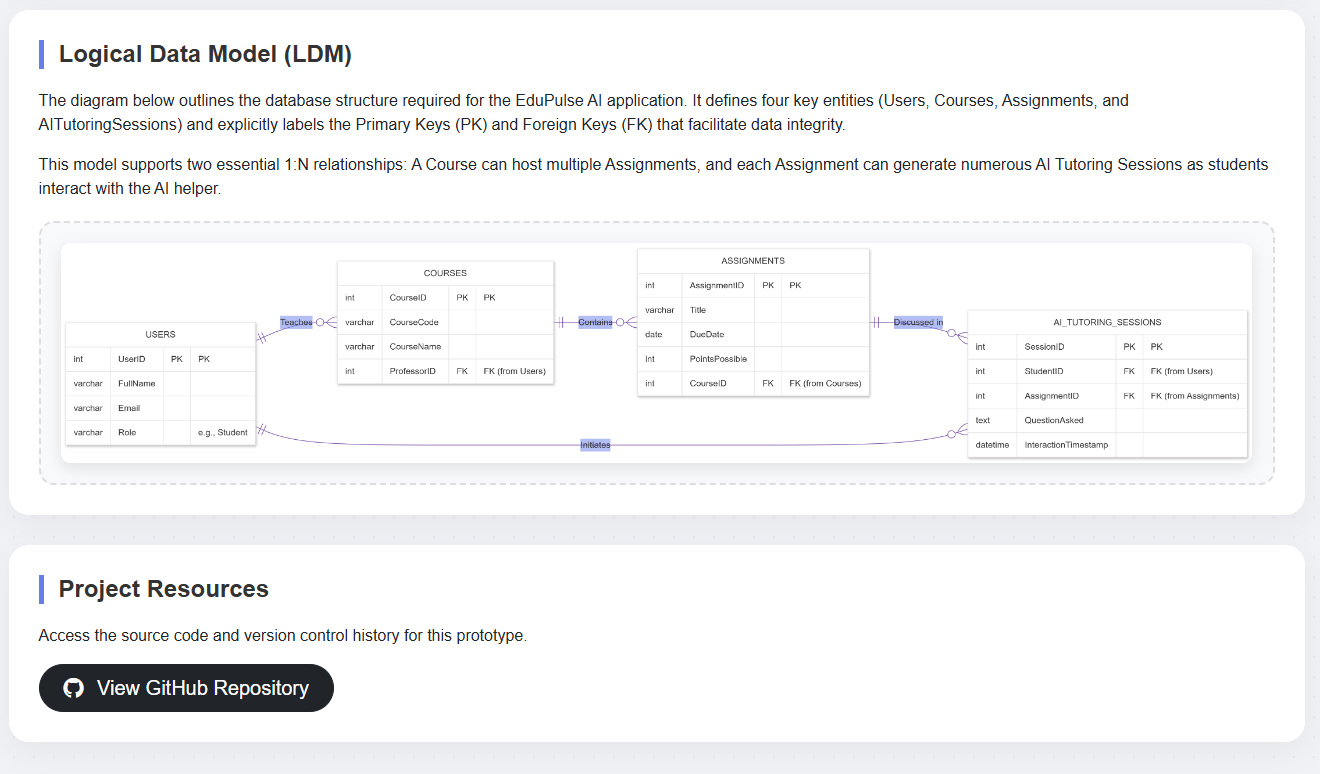 Logical Data Model (LDM)
The diagram below outlines the database structure required for the EduPulse AI application. It defines four key entities (Users, Courses, Assignments, and
AITutoringSessions) and explicitly labels the Primary Keys (PK) and Foreign Keys (FK) that facilitate data integrity.
This model supports two essential 1:N relationships: A Course can host multiple Assignments, and each Assignment can generate numerous AI Tutoring Sessions as students
interact with the AI helper.
USERS
int UserID PK PK
varchar FullName
varchar Email
varchar Role e.g., Student
Teaches
COURSES
int CourseID PK PK
varchar CourseCode
varchar CourseName
int ProfessorID FK FK (from Users)
Contains
ASSIGNMENTS
int AssignmentID PK PK
varchar Title
date DueDate
int PointsPossible
int CourseID FK FK (from Courses)
Discussed in
AI_TUTORING_SESSIONS
int SessionID PK PK
int StudentID FK FK (from Users)
int AssignmentID FK FK (from Assignments)
text QuestionAsked
datetime InteractionTimestamp
Initiates
Project Resources
Access the source code and version control history for this prototype.
View GitHub Repository